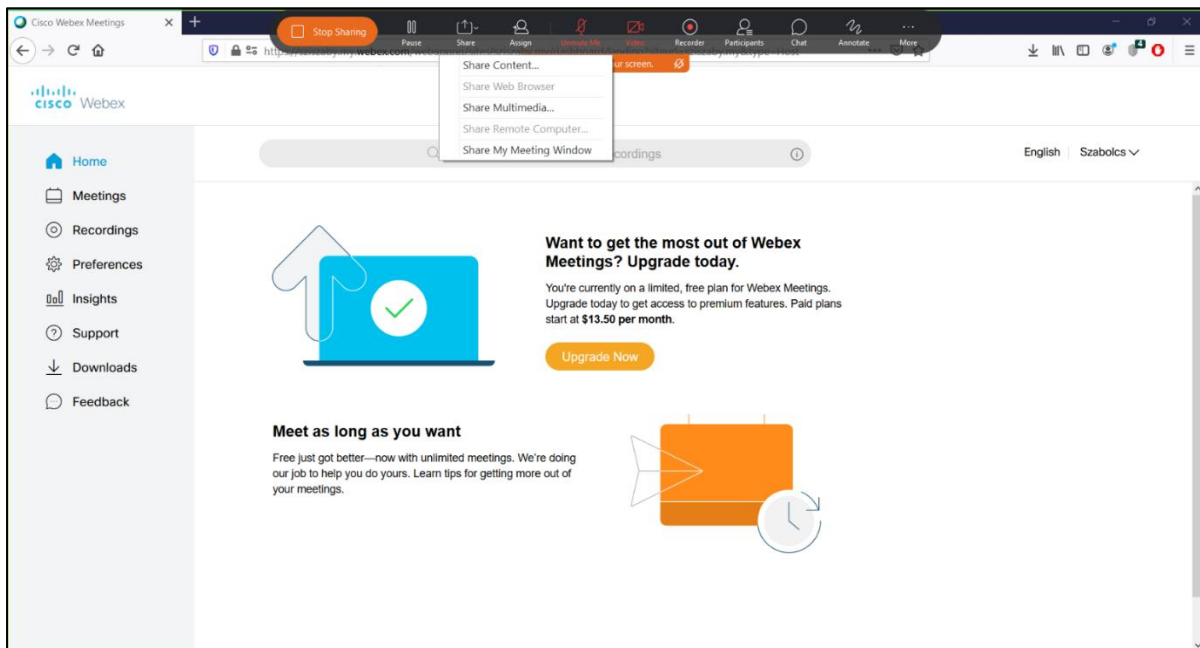 Cisco Webex Meetings
Stop Sharing
Pause
Share
Assign
Unmute Me
Video
Recorder
Participants
Chat
Annotate
More
webex.com
ur screen.
4
Share Content...
Share Web Browser
Share Multimedia...
Share Remote Computer...
Share My Meeting Window
cisco Webex
cordings
English
Szabolcs
Home
Meetings
Recordings
Preferences
Insights
Support
Downloads
Feedback
Want to get the most out of Webex
Meetings? Upgrade today.
You're currently on a limited, free plan for Webex Meetings.
Upgrade today to get access to premium features. Paid plans
start at $13.50 per month.
Upgrade Now
Meet as long as you want
Free just got better—now with unlimited meetings. We're doing
our job to help you do yours. Learn tips for getting more out of
your meetings.